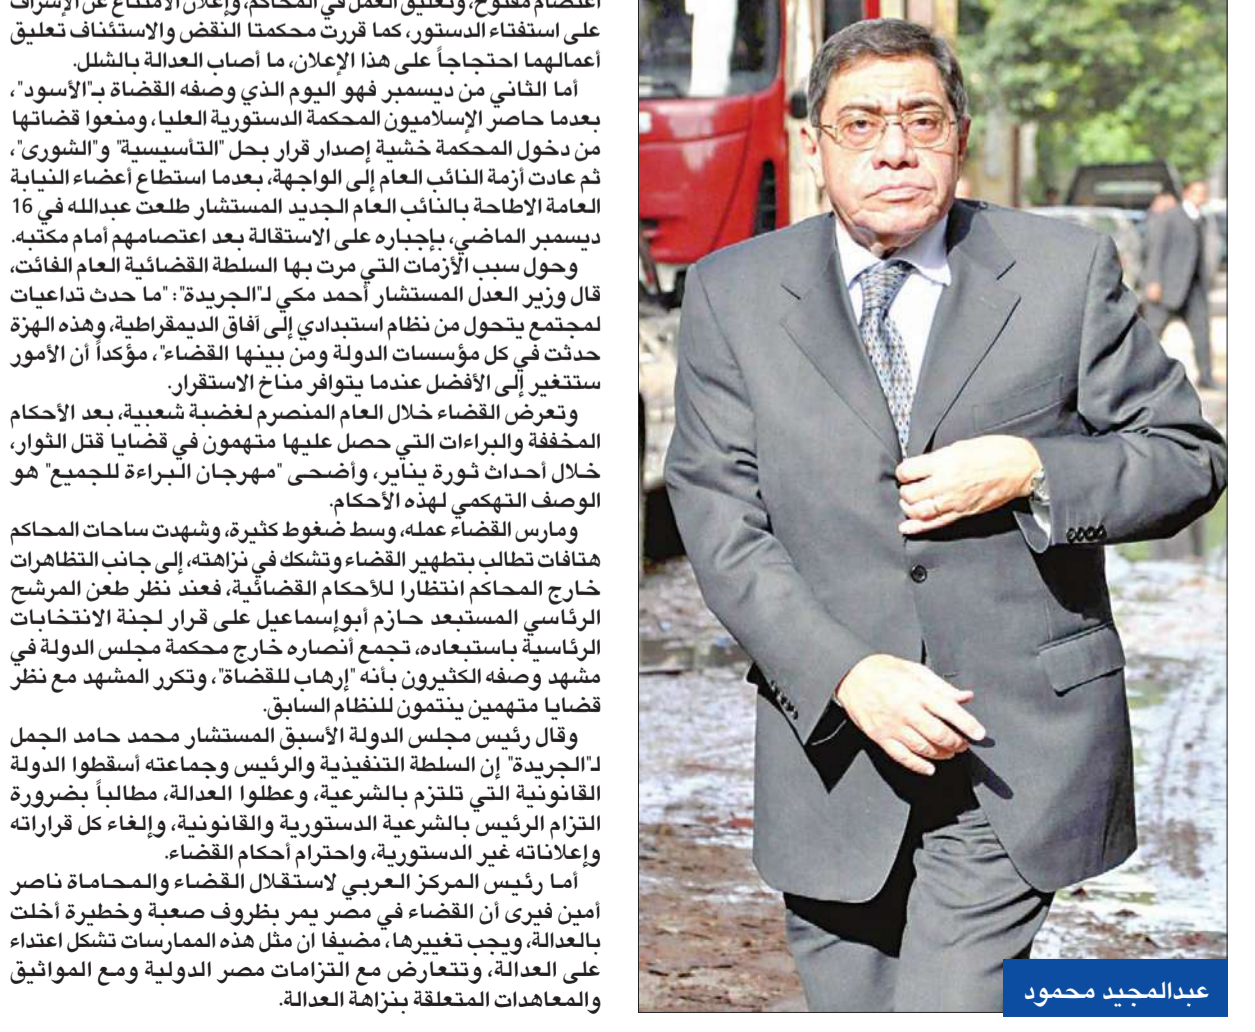 اعتصام مفتوح، وتعليق العمل في المحاكم، وإعلان الامتناع عن الإشراف
على استفتاء الدستور، كما قررت محكمتا النقض والاستئناف تعليق
أعمالهما احتجاجاً على هذا الإعلان، ما أصاب العدالة بالشلل.
أما الثاني من ديسمبر فهو اليوم الذي وصفه القضاة بـ"الأسود"،
بعدما حاصر الإسلاميون المحكمة الدستورية العليا، ومنعوا قضاتها
من دخول المحكمة خشية إصدار قرار بحل "التأسيسية" و"الشورى"،
ثم عادت أزمة النائب العام إلى الواجهة، بعدما استطاع أعضاء النيابة
العامة الاطاحة بالنائب العام الجديد المستشار طلعت عبدالله في 16
ديسمبر الماضي، بإجباره على الاستقالة بعد اعتصامهم أمام مكتبه.
وحول سبب الأزمات التي مرت بها السلطة القضائية العام الفائت،
قال وزير العدل المستشار أحمد مكي لـ"الجريدة": "ما حدث تداعيات
لمجتمع يتحول من نظام استبدادي إلى آفاق الديمقراطية، وهذه الهزة
حدثت في كل مؤسسات الدولة ومن بينها القضاء"، مؤكداً أن الأمور
ستتغير إلى الأفضل عندما يتوافر مناخ الاستقرار.
وتعرض القضاء خلال العام المنصرم لغضبة شعبية، بعد الأحكام
المخففة والبراءات التي حصل عليها متهمون في قضايا قتل الثوار،
خلال أحداث ثورة يناير، وأضحى "مهرجان البراءة للجميع" هو
الوصف التهكمي لهذه الأحكام.
ومارس القضاء عمله، وسط ضغوط كثيرة، وشهدت ساحات المحاكم
هتافات تطالب بتطهير القضاء وتشكك في نزاهته، إلى جانب التظاهرات
خارج المحاكم انتظارا للأحكام القضائية، فعند نظر طعن المرشح
الرئاسي المستبعد حازم أبوإسماعيل على قرار لجنة الانتخابات
الرئاسية باستبعاده، تجمع أنصاره خارج محكمة مجلس الدولة في
مشهد وصفه الكثيرون بأنه "إرهاب للقضاة"، وتكرر المشهد مع نظر
قضايا متهمين ينتمون للنظام السابق.
وقال رئيس مجلس الدولة الأسبق المستشار محمد حامد الجمل
لـ"الجريدة" إن السلطة التنفيذية والرئيس وجماعته أسقطوا الدولة
القانونية التي تلتزم بالشرعية، وعطلوا العدالة، مطالباً بضرورة
التزام الرئيس بالشرعية الدستورية والقانونية، وإلغاء كل قراراته
وإعلاناته غير الدستورية، واحترام أحكام القضاء.
أما رئيس المركز العربي لاستقلال القضاء والمحاماة ناصر
أمين فيرى أن القضاء في مصر يمر بظروف صعبة وخطيرة أخلت
بالعدالة، ويجب تغييرها، مضيفا ان مثل هذه الممارسات تشكل اعتداء
على العدالة، وتتعارض مع التزامات مصر الدولية ومع المواثيق
والمعاهدات المتعلقة بنزاهة العدالة.
عبدالمجيد محمود